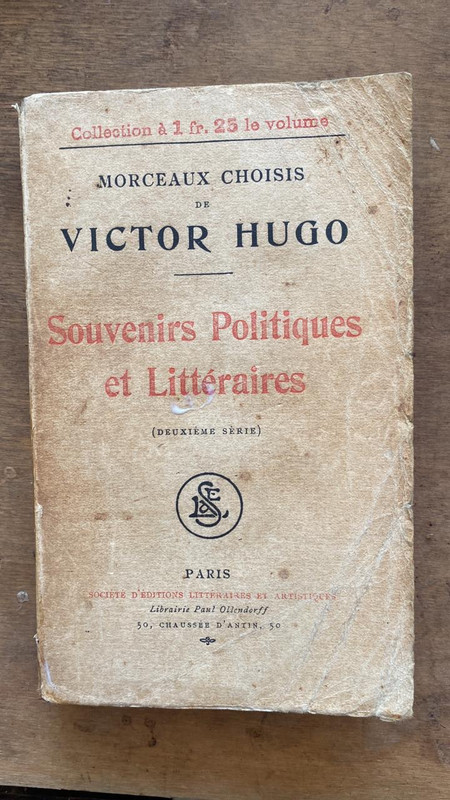 Collection à 1 fr. 25 le volume
MORCEAUX CHOISIS
DE
VICTOR HUGO
Souvenirs Politiques
et Littéraires
(DEUXIÈME SÉRIE)
PARIS
SOCIÉTÉ D'ÉDITIONS LITTÉRAIRES ET ARTISTIQUES
Librairie Paul Ollendorff
50, CHAUSSÉE D'ANTIN, 50